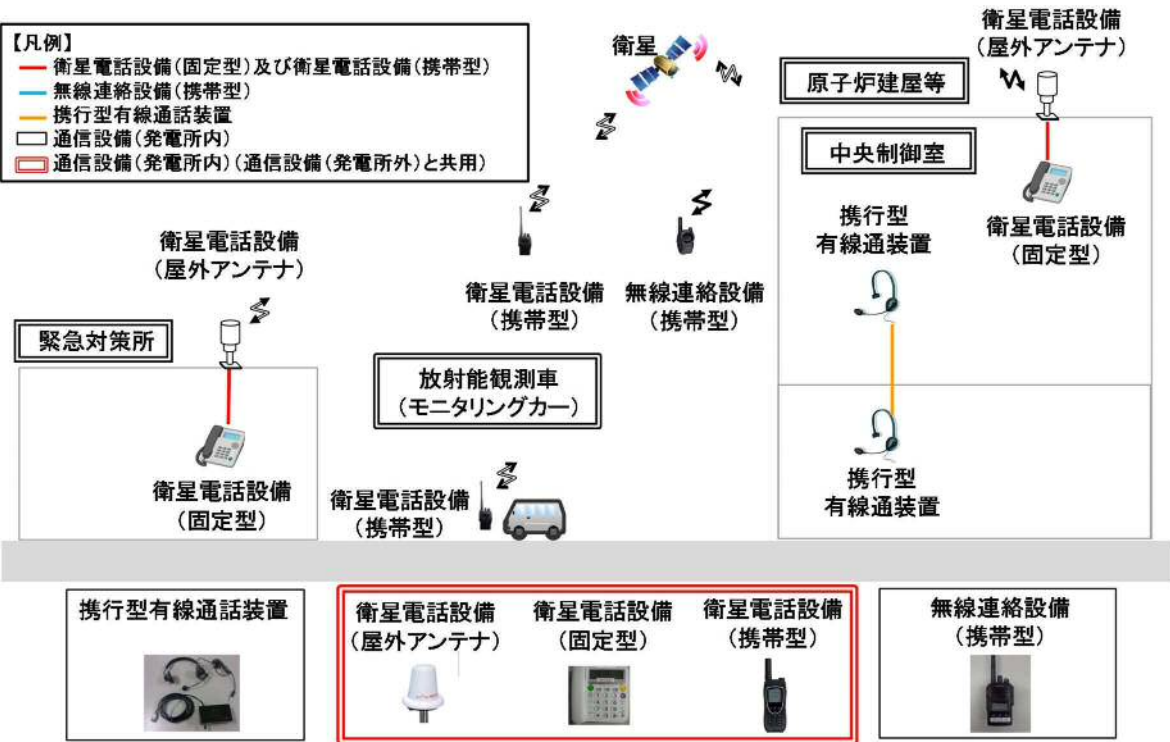 【凡例】
衛星電話設備(固定型)及び衛星電話設備(携帯型)
無線連絡設備(携帯型)
携行型有線通話装置
通信設備(発電所内)
通信設備(発電所内)(通信設備(発電所外)と共用)
衛星
衛星電話設備
(屋外アンテナ)
原子炉建屋等
中央制御室
携行型
有線通装置
衛星電話設備
(固定型)
衛星電話設備
(屋外アンテナ)
衛星電話設備
(携帯型)
無線連絡設備
(携帯型)
緊急対策所
放射能観測車
(モニタリングカー)
衛星電話設備
(固定型)
衛星電話設備
(携帯型)
携行型
有線通装置
携行型有線通話装置
衛星電話設備
(屋外アンテナ)
衛星電話設備
(固定型)
衛星電話設備
(携帯型)
無線連絡設備
(携帯型)